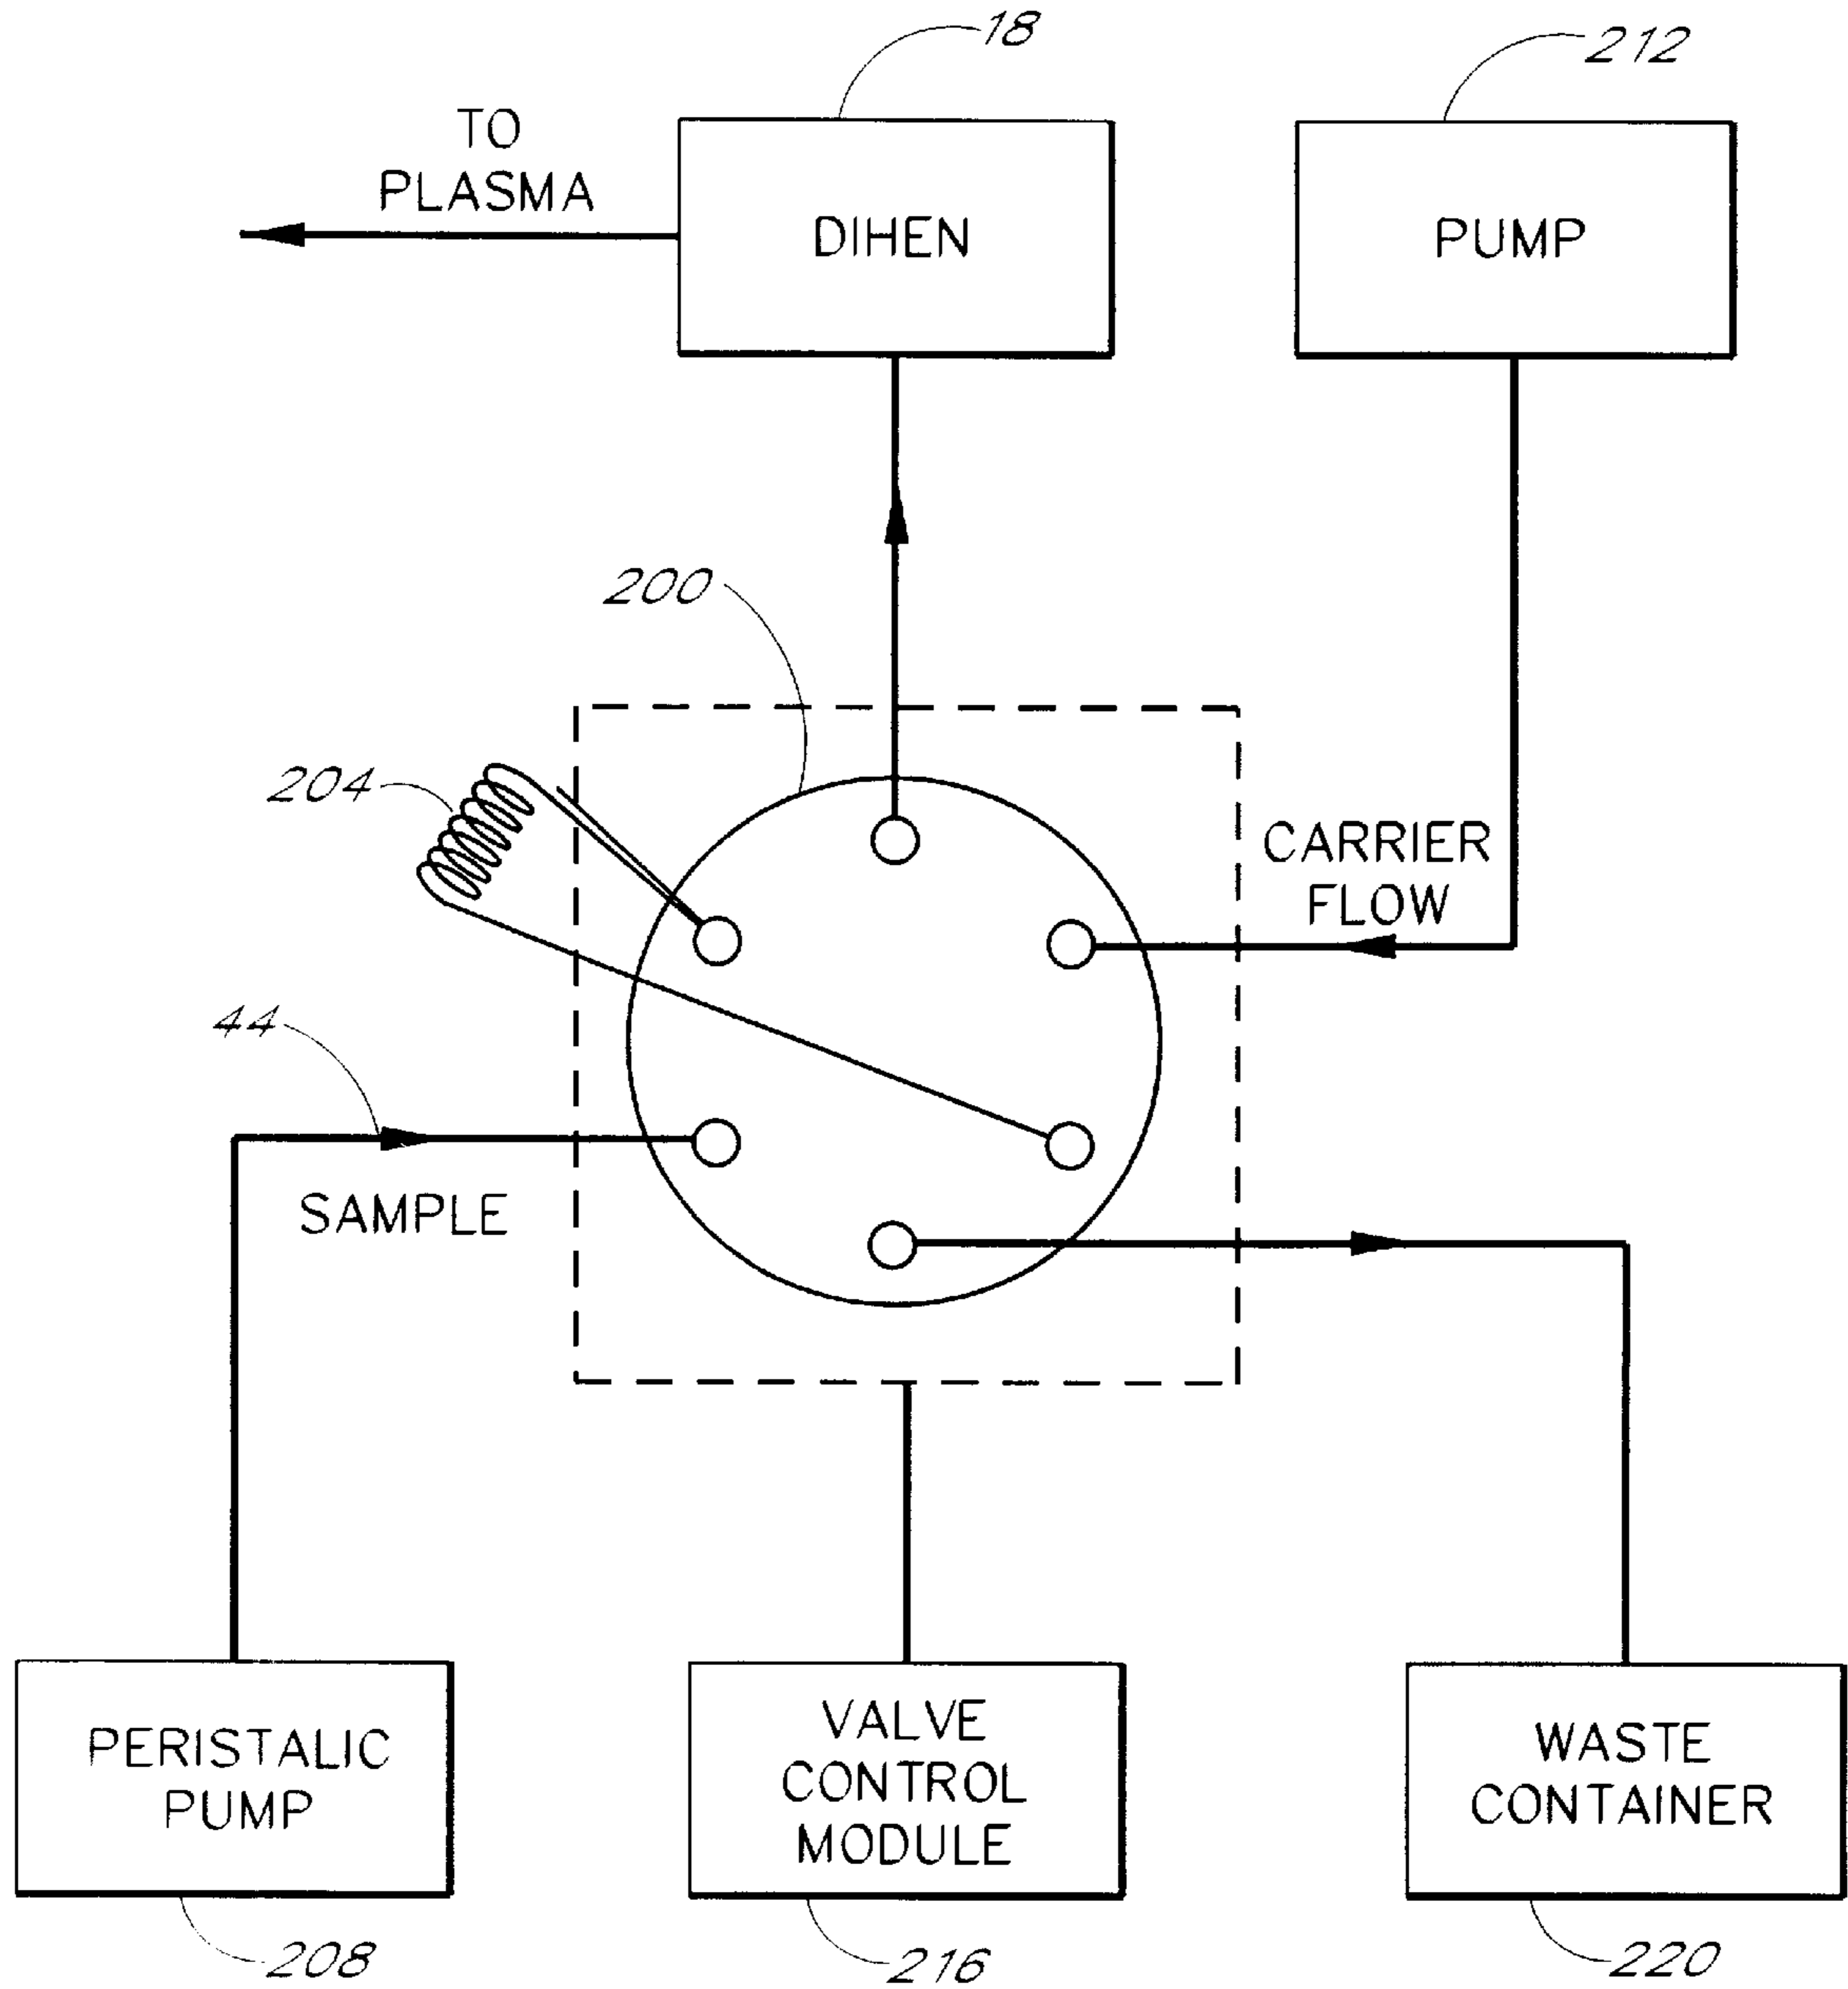 18
212
TO
PLASMA
DIHEN
PUMP
200
204
CARRIER
FLOW
44
SAMPLE
PERISTALIC
PUMP
VALVE
CONTROL
MODULE
WASTE
CONTAINER
208
216
220